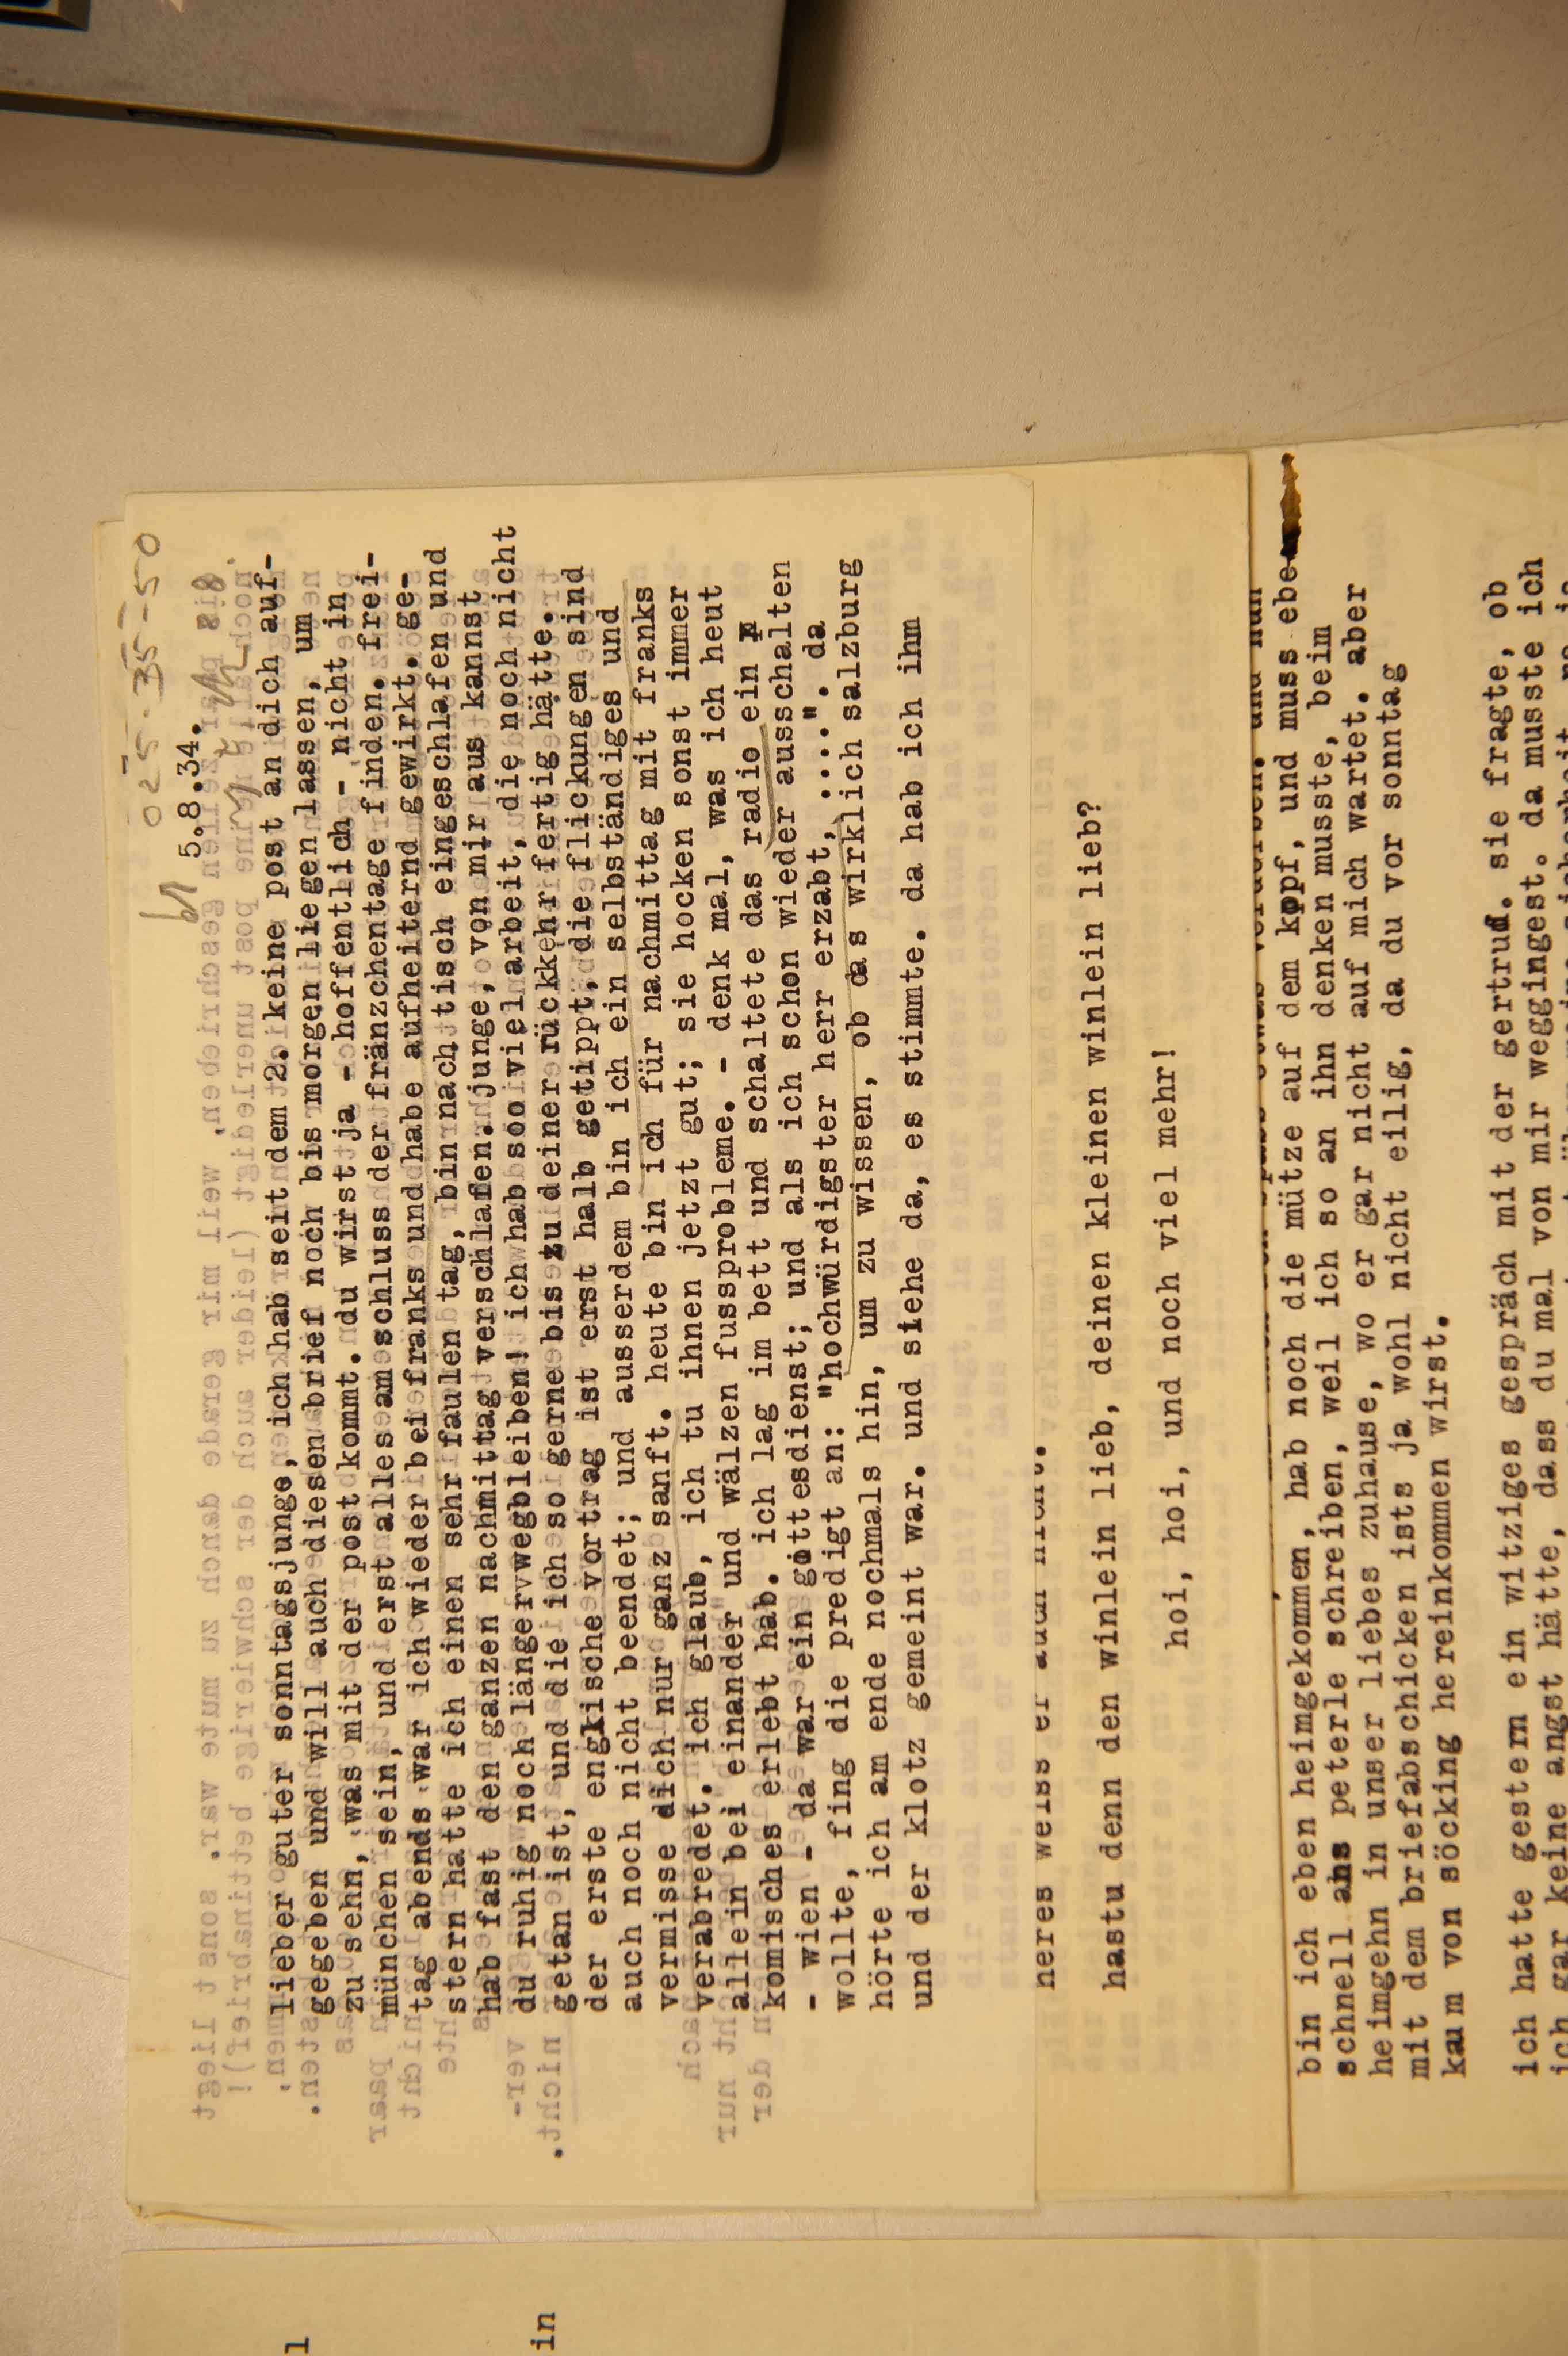 02 5. 35 - 50
5.8.34.
lieber guter sonntagsjunge, ich hab seit dem 2. keine post an dich auf-
gegeben und will auch diesen brief noch bis morgen liegen lassen, um
zu sehn, was mit der post kommt. du wirst ja - hoffentlich - nicht in
münchen sein, und erst alles am schluss der fränzchentage finden. frei-
tag abends war ich wieder bei franks und habe aufheiternd gewirkt. ge-
stern hatte ich einen sehr faulen tag, bin nach tisch eingeschlafen und
hab fast den ganzen nachmittag verschlafen. junge, von mir aus kannst
du ruhig noch länger wegbleiben! ich hab soo viel arbeit, die noch nicht
getan ist, und die ich so gerne bis zu deiner rückkehr fertig hätte.
der erste englische vortrag ist erst halb getippt, die flickungen sind
auch noch nicht beendet; und ausserdem bin ich ein selbständiges und
vermisse dich nur ganz sanft. heute bin ich für nachmittag mit franks
verabredet. ich glaub, ich tu ihnen jetzt gut; sie hocken sonst immer
allein bei einander und wälzen fussprobleme. - denk mal, was ich heut
komisches erlebt hab. ich lag im bett und schaltete das radio ein
- wien - da war ein gottesdienst; und als ich schon wieder ausschalten
wollte, fing die predigt an: "hochwürdigster herr erzabt, ....". da
hörte ich am ende nochmals hin, um zu wissen, ob das wirklich salzburg
und der klotz gemeint war. und siehe da, es stimmte. da hab ich ihm
neres weiss er auch nicht.
hastu denn den winlein lieb, deinen kleinen winlein lieb?
hoi, hoi, und noch viel mehr!
und nun
bin ich eben heimgekommen, hab noch die mütze auf dem kopf, und muss ebe
schnell ans peterle schreiben, weil ich so an ihn denken musste, beim
heimgehn in unser liebes zuhause, wo er gar nicht auf mich wartet. aber
mit dem briefabschicken ists ja wohl nicht eilig, da du vor sonntag
kaum von söcking hereinkommen wirst.
ich hatte gestern ein witziges gespräch mit der gertrud. sie fragte, ob
ich gar keine angst hätte, dass du mal von mir weggingest. da musste ich
l
in